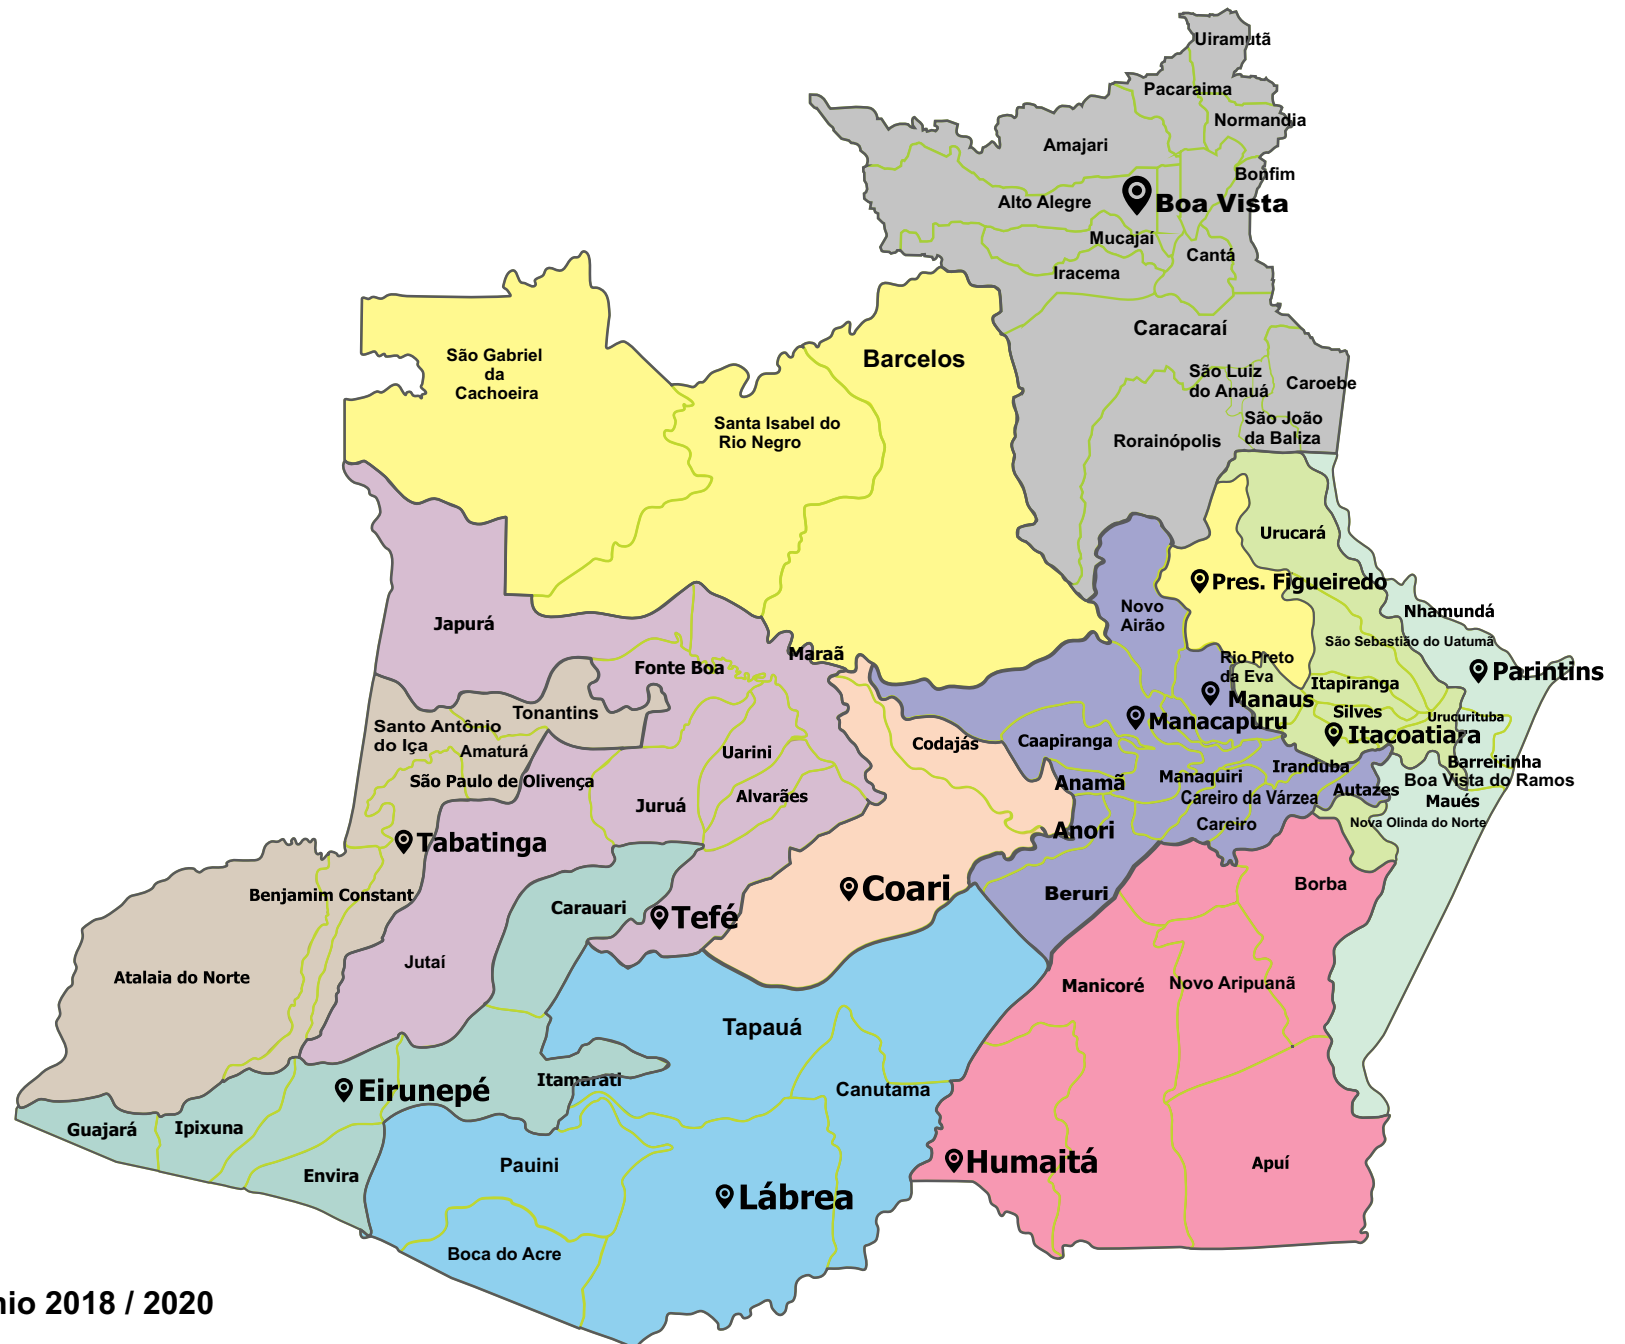 Uiramutã
Pacaraima
Normandia
Amajari
Bonfim
Alto Alegre
Boa Vista
Mucajaí
Cantá
Iracema
Caracaraí
São Gabriel
da
Cachoeira
Barcelos
São Luiz
do Anauá
Caroebe
Santa Isabel do
Rio Negro
São João
da Baliza
Rorainópolis
Urucará
Pres. Figueiredo
Novo
Airão
Nhamundá
Japurá
São Sebastião do Uatumã
Maraã
Fonte Boa
Rio Preto
da Eva
Parintins
Itapiranga
Manaus
Tonantins
Silves
Urucurituba
Santo Antônio
do Iça
Manacapuru
Itacoatiara
Amaturá
Uarini
Codajás
Caapiranga
Barreirinha
Iranduba
São Paulo de Olivença
Anamã
Manaquiri
Boa Vista do Ramos
Autazes
Alvarães
Juruá
Careiro da Várzea
Maués
Careiro
Nova Olinda do Norte
Tabatinga
Anori
Borba
Benjamim Constant
Coari
Beruri
Carauari
Tefé
Jutaí
Atalaia do Norte
Manicoré
Novo Aripuanã
Tapauá
Itamarati
Eirunepé
Canutama
Guajará
Ipixuna
Humaitá
Pauini
Apuí
Envira
Lábrea
Boca do Acre
nio 2018 / 2020